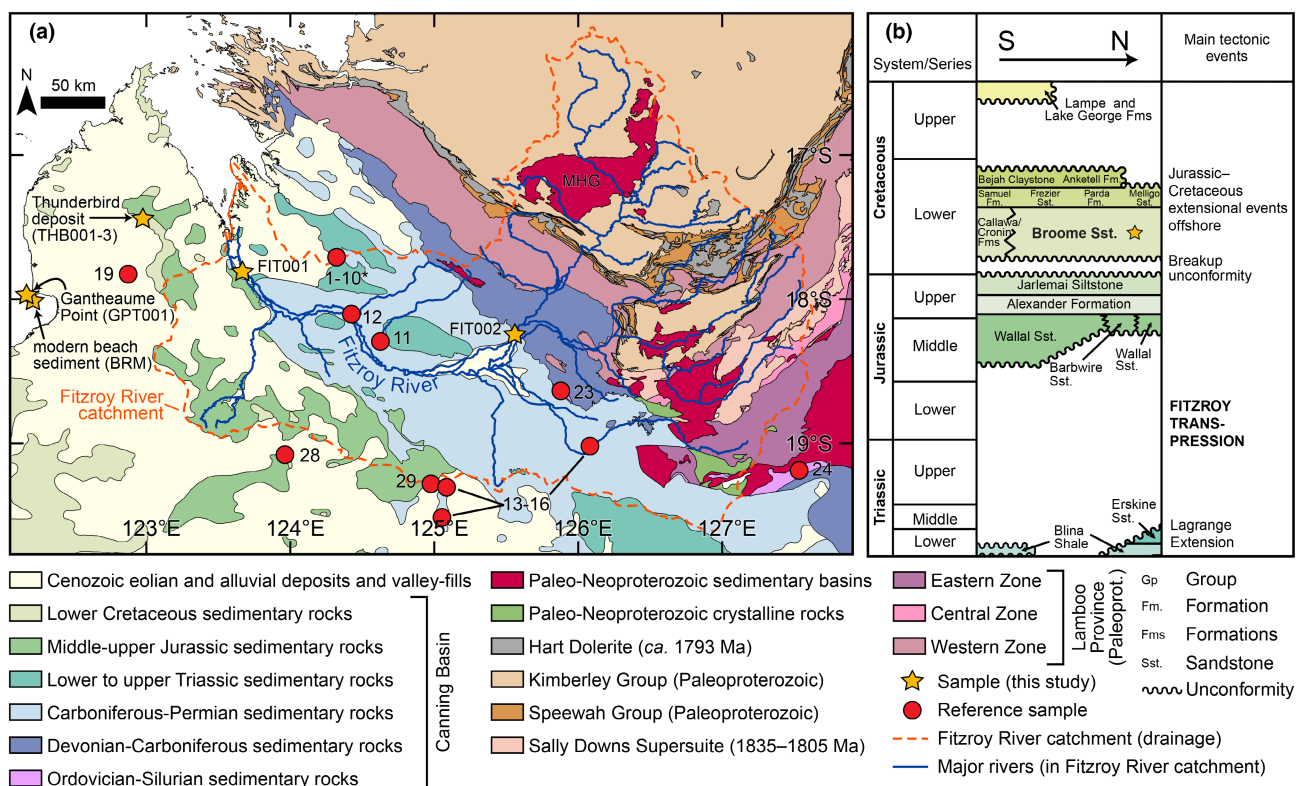 (a)
N
50 km
17°S
MHG
Thunderbird
deposit
(THB001-3)
FIT001
19
1-10*
Gantheaume
Point (GPT001)
18°S
12
FIT002
11
modern beach
sediment (BRM)
Fitzroy River
Fitzroy River
catchment
23
19°S
28
24
29
13-16
123°E
124°E
125°E
126°E
127°E
(b)
S
N
Main tectonic
events
System/Series
Cretaceous
Upper
Lampe and
Lake George Fms
Lower
Bejah Claystone
Anketell Fm.
Samuel
Fm.
Frezier
Sst.
Parda
Fm.
Melligo
Sst.
Callawa/
Cronin
Fms
Broome Sst.
Jurassic–
Cretaceous
extensional events
offshore
Breakup
unconformity
Jurassic
Upper
Jarlemai Siltstone
Alexander Formation
Middle
Wallal Sst.
Barbwire
Sst.
Wallal
Sst.
Lower
FITZROY
TRANS-
PRESSION
Triassic
Upper
Middle
Lower
Blina
Shale
Erskine
Sst.
Lagrange
Extension
Cenozoic eolian and alluvial deposits and valley-fills
Lower Cretaceous sedimentary rocks
Middle-upper Jurassic sedimentary rocks
Lower to upper Triassic sedimentary rocks
Carboniferous-Permian sedimentary rocks
Devonian-Carboniferous sedimentary rocks
Ordovician-Silurian sedimentary rocks
Canning Basin
Paleo-Neoproterozoic sedimentary basins
Paleo-Neoproterozoic crystalline rocks
Hart Dolerite (ca. 1793 Ma)
Kimberley Group (Paleoproterozoic)
Speewah Group (Paleoproterozoic)
Sally Downs Supersuite (1835–1805 Ma)
Eastern Zone
Central Zone
Western Zone
Lamboo
Province
(Paleoprot.)
Sample (this study)
Reference sample
Fitzroy River catchment (drainage)
Major rivers (in Fitzroy River catchment)
Gp Group
Fm. Formation
Fms Formations
Sst. Sandstone
Unconformity